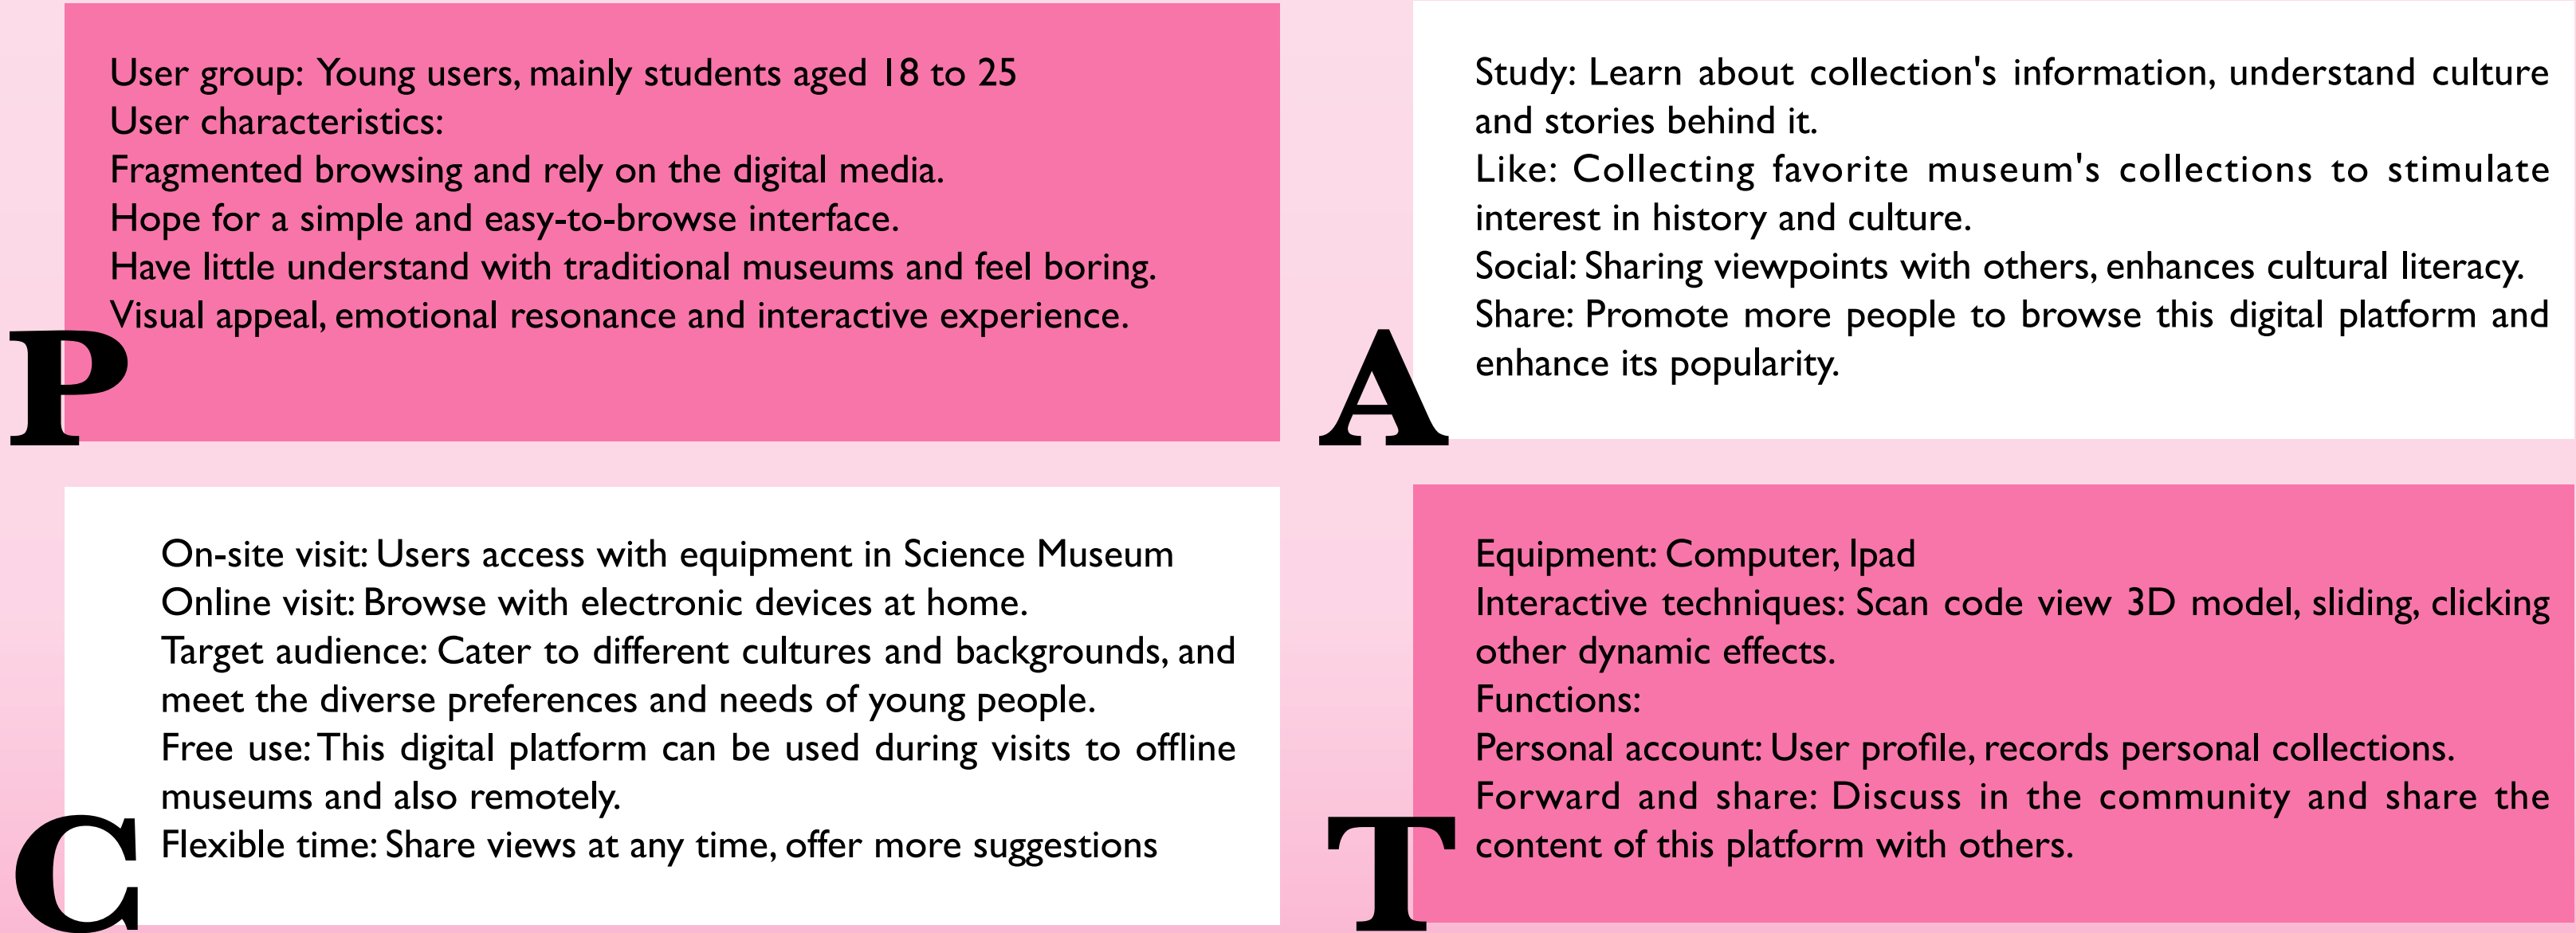 User group: Young users, mainly students aged 18 to 25
User characteristics:
Fragmented browsing and rely on the digital media.
Hope for a simple and easy-to-browse interface.
Have little understand with traditional museums and feel boring.
Visual appeal, emotional resonance and interactive experience.
P
Study: Learn about collection's information, understand culture
and stories behind it.
Like: Collecting favorite museum's collections to stimulate
interest in history and culture.
Social: Sharing viewpoints with others, enhances cultural literacy.
Share: Promote more people to browse this digital platform and
enhance its popularity.
A
On-site visit: Users access with equipment in Science Museum
Online visit: Browse with electronic devices at home.
Target audience: Cater to different cultures and backgrounds, and
meet the diverse preferences and needs of young people.
Free use: This digital platform can be used during visits to offline
museums and also remotely.
Flexible time: Share views at any time, offer more suggestions
C
Equipment: Computer, Ipad
Interactive techniques: Scan code view 3D model, sliding, clicking
other dynamic effects.
Functions:
Personal account: User profile, records personal collections.
Forward and share: Discuss in the community and share the
content of this platform with others.
T